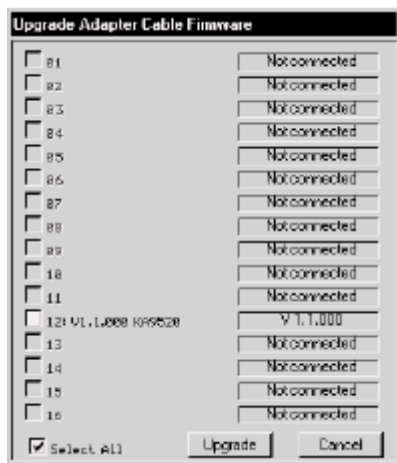 Upgrade Adapter Cable Firmware
01 Not connected
02 Not connected
03 Not connected
04 Not connected
05 Not connected
06 Not connected
07 Not connected
08 Not connected
09 Not connected
10 Not connected
11 Not connected
12: V1.1.000 KA9520 V 1.1.000
13 Not connected
14 Not connected
15 Not connected
16 Not connected
Select All Upgrade Cancel